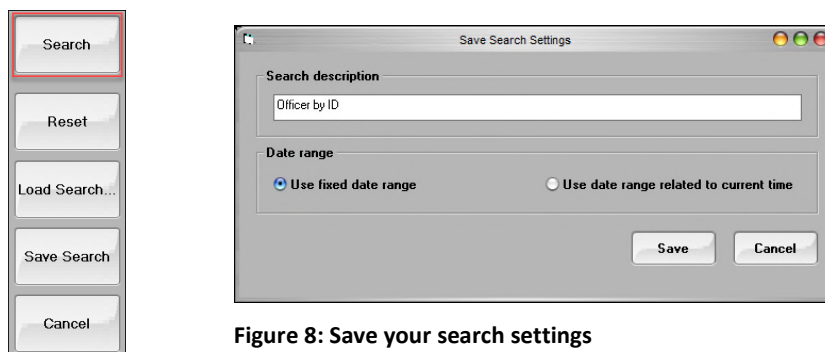 Search
Reset
Load Search...
Save Search
Cancel
Save Search Settings
Search description
Officer by ID
Date range
Use fixed date range
Use date range related to current time
Save
Cancel
Figure 8: Save your search settings